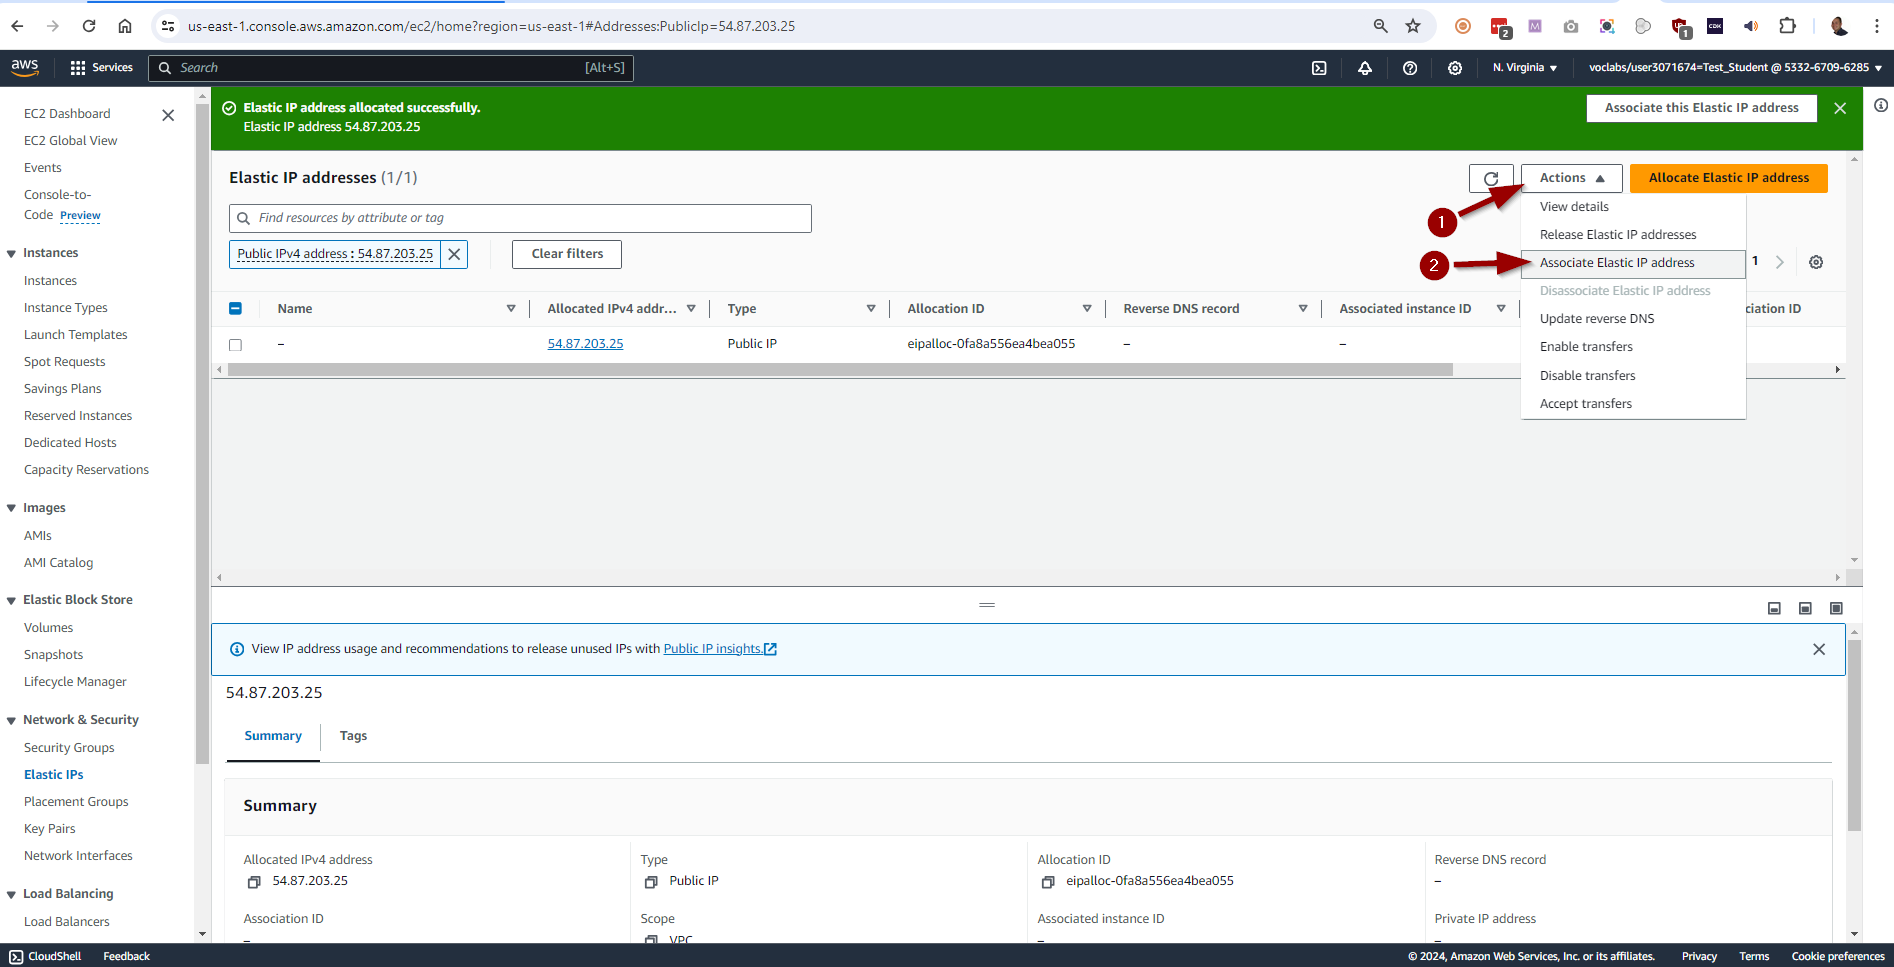 us-east-1.console.aws.amazon.com/ec2/home?region=us-east-1#Addresses:PublicIp=54.87.203.25
2
M
1
CDK
aws
Services
Search
[Alt+S]
N. Virginia
voclabs/user3071674=Test_Student @ 5332-6709-6285
EC2 Dashboard
EC2 Global View
Events
Console-to-
Code Preview
Instances
Instances
Instance Types
Launch Templates
Spot Requests
Savings Plans
Reserved Instances
Dedicated Hosts
Capacity Reservations
Images
AMIs
AMI Catalog
Elastic Block Store
Volumes
Snapshots
Lifecycle Manager
Network & Security
Security Groups
Elastic IPs
Placement Groups
Key Pairs
Network Interfaces
Load Balancing
Load Balancers
Elastic IP address allocated successfully.
Elastic IP address 54.87.203.25
Associate this Elastic IP address
Elastic IP addresses (1/1)
Actions
Allocate Elastic IP address
1
2
View details
Release Elastic IP addresses
Associate Elastic IP address
Disassociate Elastic IP address
Update reverse DNS
Enable transfers
Disable transfers
Accept transfers
Find resources by attribute or tag
Public IPv4 address : 54.87.203.25
Clear filters
1
Name
Allocated IPv4 addr...
Type
Allocation ID
Reverse DNS record
Associated instance ID
ciation ID
–
54.87.203.25
Public IP
eipalloc-0fa8a556ea4bea055
–
–
View IP address usage and recommendations to release unused IPs with Public IP insights.
54.87.203.25
Summary
Tags
Summary
Allocated IPv4 address
Type
Allocation ID
Reverse DNS record
54.87.203.25
Public IP
eipalloc-0fa8a556ea4bea055
–
Association ID
Scope
Associated instance ID
Private IP address
–
VPC
–
–
CloudShell
Feedback
© 2024, Amazon Web Services, Inc. or its affiliates.
Privacy
Terms
Cookie preferences